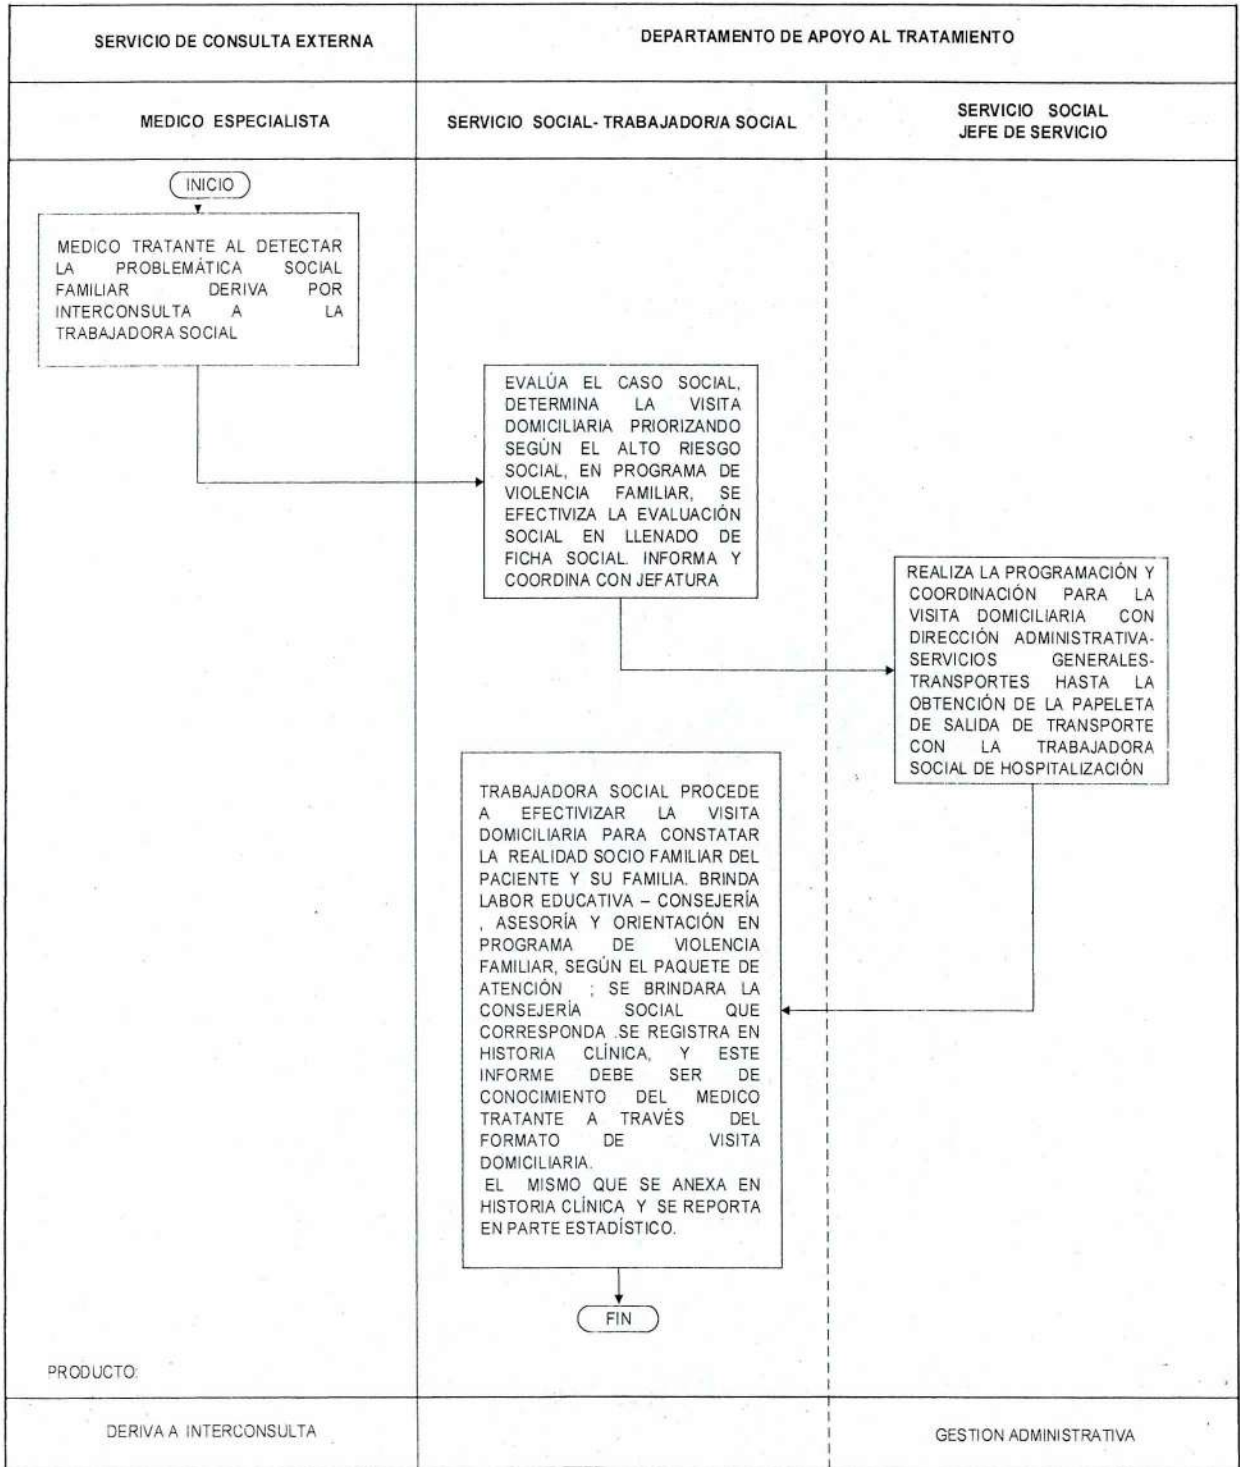 SERVICIO DE CONSULTA EXTERNA
DEPARTAMENTO DE APOYO AL TRATAMIENTO
MEDICO ESPECIALISTA
SERVICIO SOCIAL- TRABAJADOR/A SOCIAL
SERVICIO SOCIAL
JEFE DE SERVICIO
INICIO
MEDICO TRATANTE AL DETECTAR
LA PROBLEMÁTICA SOCIAL
FAMILIAR DERIVA POR
INTERCONSULTA A LA
TRABAJADORA SOCIAL
EVALÚA EL CASO SOCIAL,
DETERMINA LA VISITA
DOMICILIARIA PRIORIZANDO
SEGÚN EL ALTO RIESGO
SOCIAL, EN PROGRAMA DE
VIOLENCIA FAMILIAR, SE
EFECTIVIZA LA EVALUACIÓN
SOCIAL EN LLENADO DE
FICHA SOCIAL. INFORMA Y
COORDINA CON JEFATURA
REALIZA LA PROGRAMACIÓN Y
COORDINACIÓN PARA LA
VISITA DOMICILIARIA CON
DIRECCIÓN ADMINISTRATIVA-
SERVICIOS GENERALES-
TRANSPORTES HASTA LA
OBTENCIÓN DE LA PAPELETA
DE SALIDA DE TRANSPORTE
CON LA TRABAJADORA
SOCIAL DE HOSPITALIZACIÓN
TRABAJADORA SOCIAL PROCEDE
A EFECTIVIZAR LA VISITA
DOMICILIARIA PARA CONSTATAR
LA REALIDAD SOCIO FAMILIAR DEL
PACIENTE Y SU FAMILIA. BRINDA
LABOR EDUCATIVA – CONSEJERÍA
, ASESORÍA Y ORIENTACIÓN EN
PROGRAMA DE VIOLENCIA
FAMILIAR, SEGÚN EL PAQUETE DE
ATENCIÓN ; SE BRINDARA LA
CONSEJERÍA SOCIAL QUE
CORRESPONDA .SE REGISTRA EN
HISTORIA CLÍNICA, Y ESTE
INFORME DEBE SER DE
CONOCIMIENTO DEL MEDICO
TRATANTE A TRAVÉS DEL
FORMATO DE VISITA
DOMICILIARIA.
EL MISMO QUE SE ANEXA EN
HISTORIA CLÍNICA Y SE REPORTA
EN PARTE ESTADÍSTICO.
FIN
PRODUCTO:
DERIVA A INTERCONSULTA
GESTION ADMINISTRATIVA